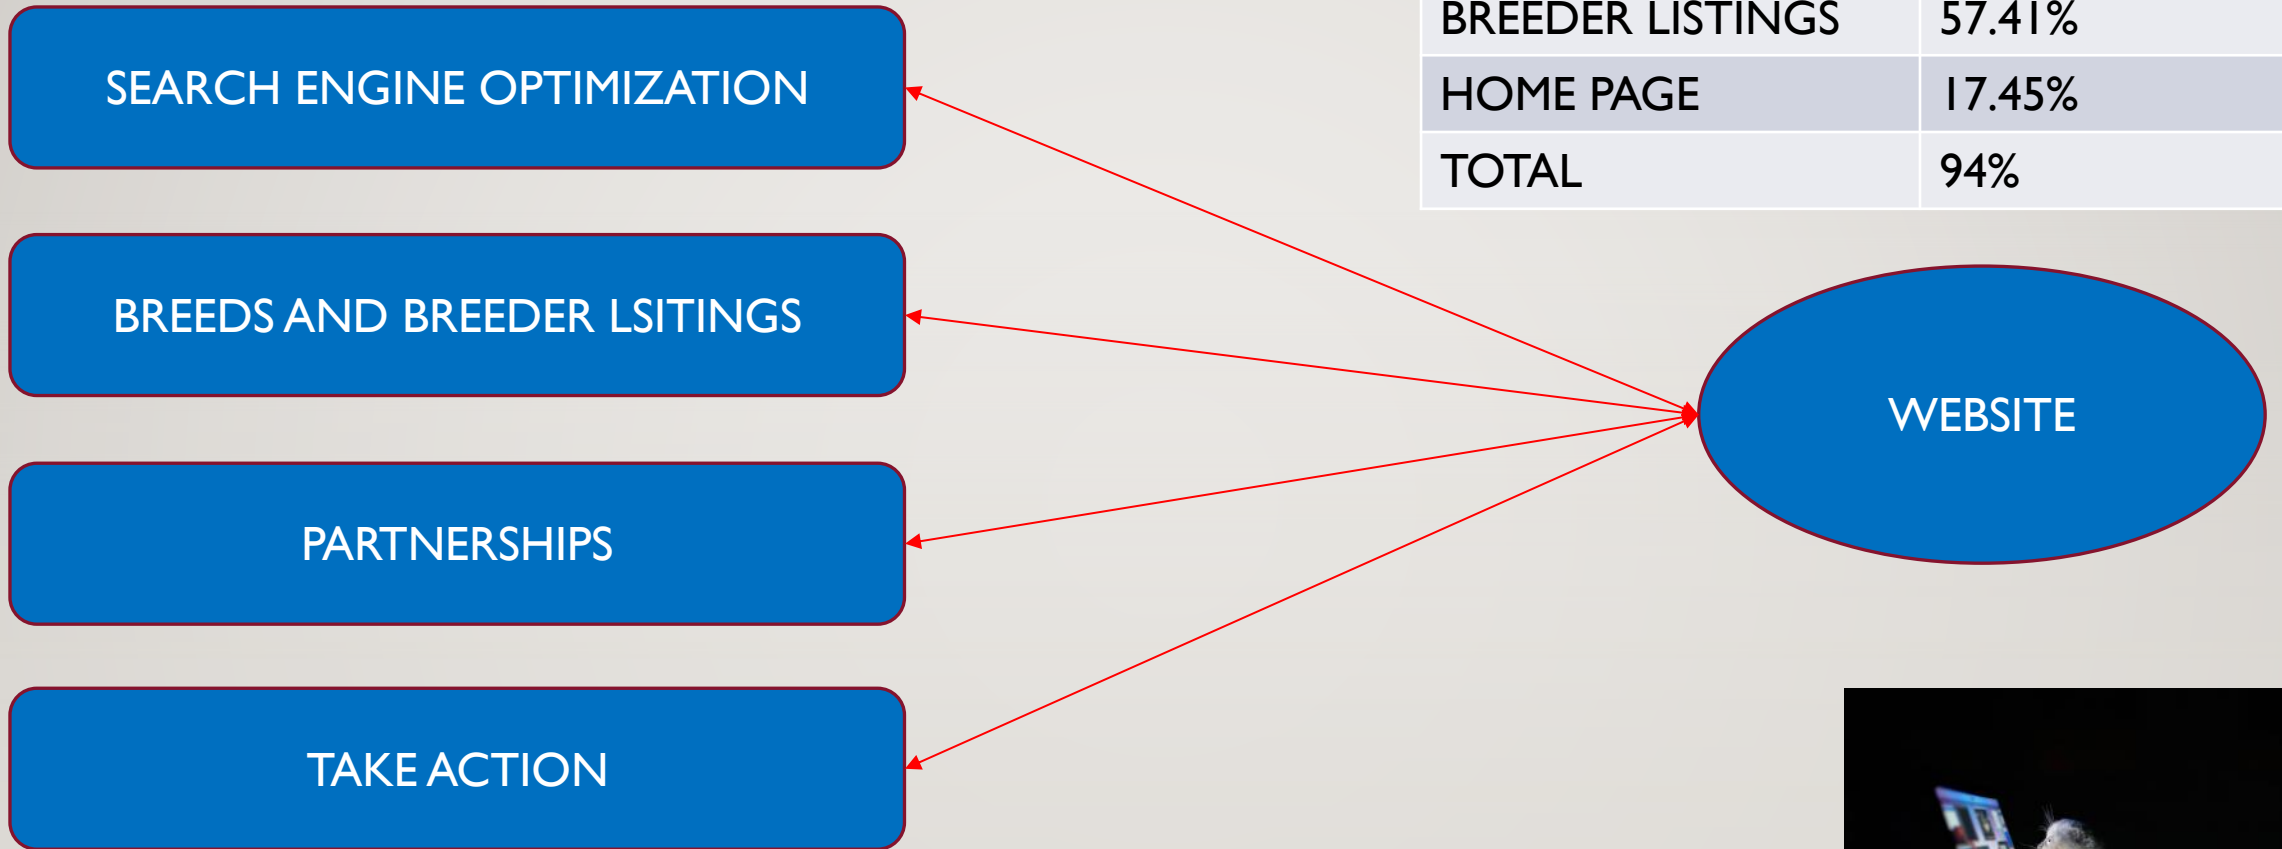 SEARCH ENGINE OPTIMIZATION
BREEDS AND BREEDER LSITINGS
PARTNERSHIPS
TAKE ACTION
BREEDER LISTINGS 57.41%
HOME PAGE 17.45%
TOTAL 94%
WEBSITE